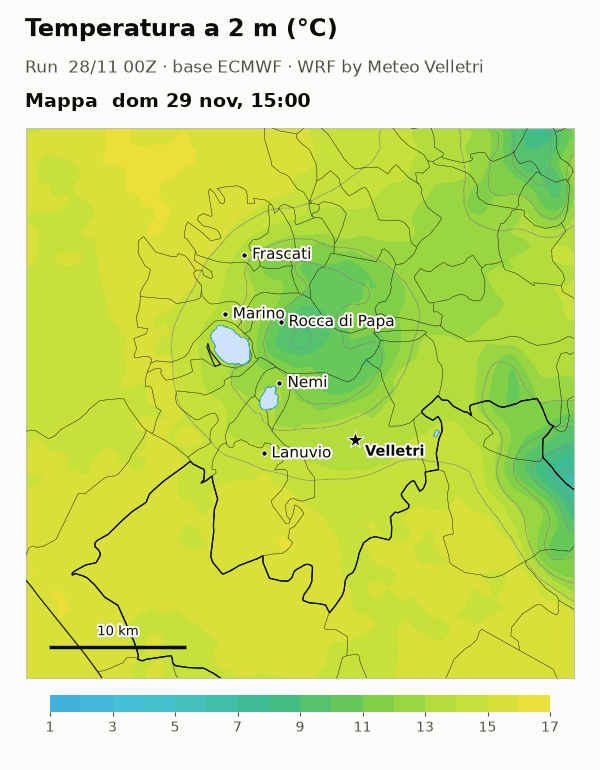 Temperatura a 2 m (°C)
Run  28/11 00Z · base ECMWF · WRF by Meteo Velletri
Mappa  dom 29 nov, 15:00
Frascati
Marino
Rocca di Papa
Nemi
Velletri
Lanuvio
10 km
1 3 5 7 9 11 13 15 17